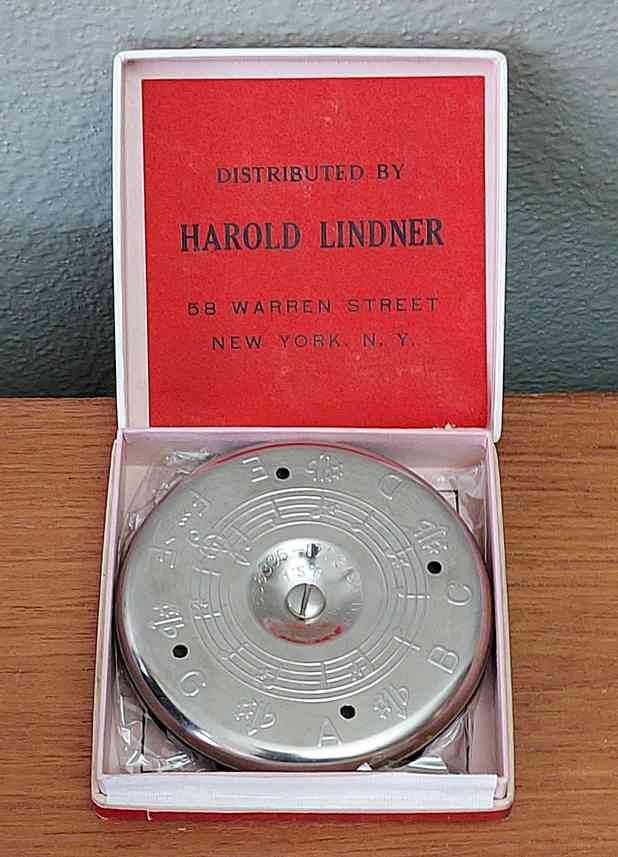 DISTRIBUTED BY
HAROLD LINDNER
58 WARREN STREET
NEW YORK, N. Y.
E
D
C
B
A
G
F